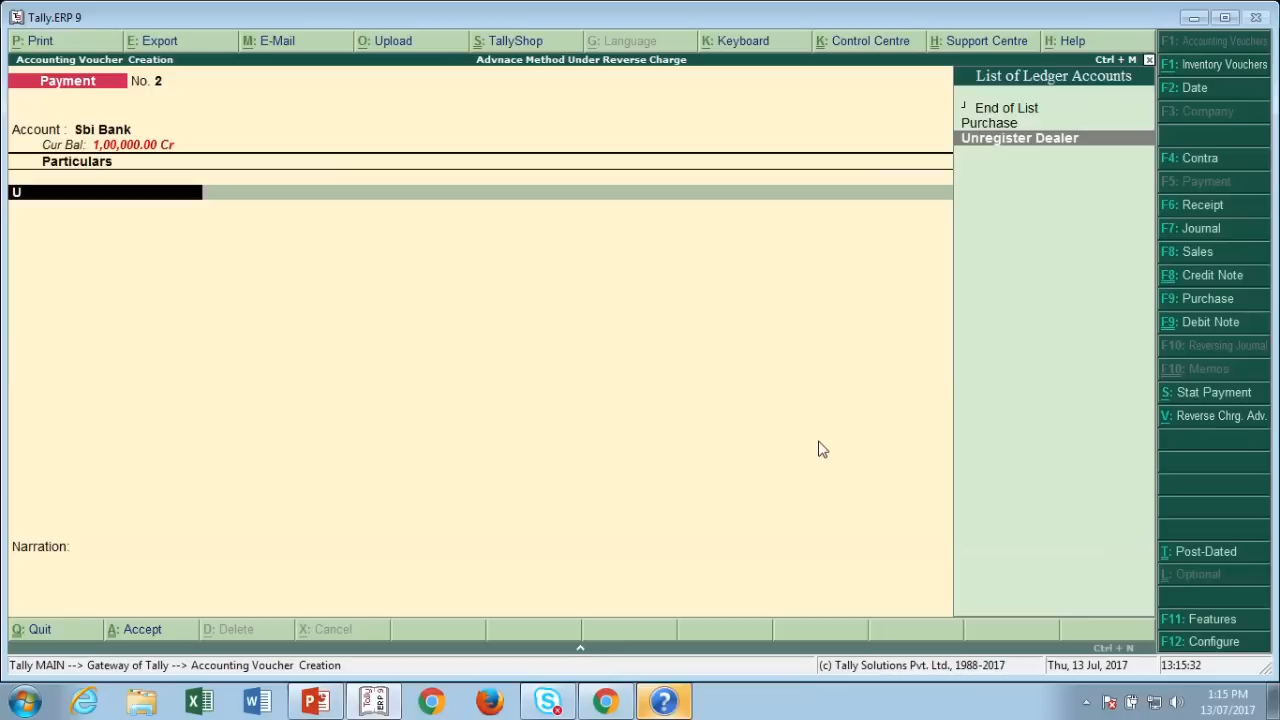 Tally.ERP 9
P: Print E: Export M: E-Mail O: Upload S: TallyShop G: Language K: Keyboard K: Control Centre H: Support Centre H: Help
F1: Accounting Vouchers
Accounting Voucher Creation Advnace Method Under Reverse Charge Ctrl + M
F1: Inventory Vouchers
Payment No. 2
List of Ledger Accounts
F2: Date
End of List
F3: Company
Purchase
Account : Sbi Bank
Unregister Dealer
Cur Bal: 1,00,000.00 Cr
Particulars
F4: Contra
F5: Payment
U
F6: Receipt
F7: Journal
F8: Sales
F8: Credit Note
F9: Purchase
F9: Debit Note
F10: Reversing Journal
F10: Memos
S: Stat Payment
V: Reverse Chrg. Adv.
Narration:
T: Post-Dated
L: Optional
F11: Features
Q: Quit A: Accept D: Delete X: Cancel
F12: Configure
Ctrl + N
Tally MAIN --> Gateway of Tally --> Accounting Voucher Creation (c) Tally Solutions Pvt. Ltd., 1988-2017 Thu, 13 Jul, 2017 13:15:32
1:15 PM
13/07/2017